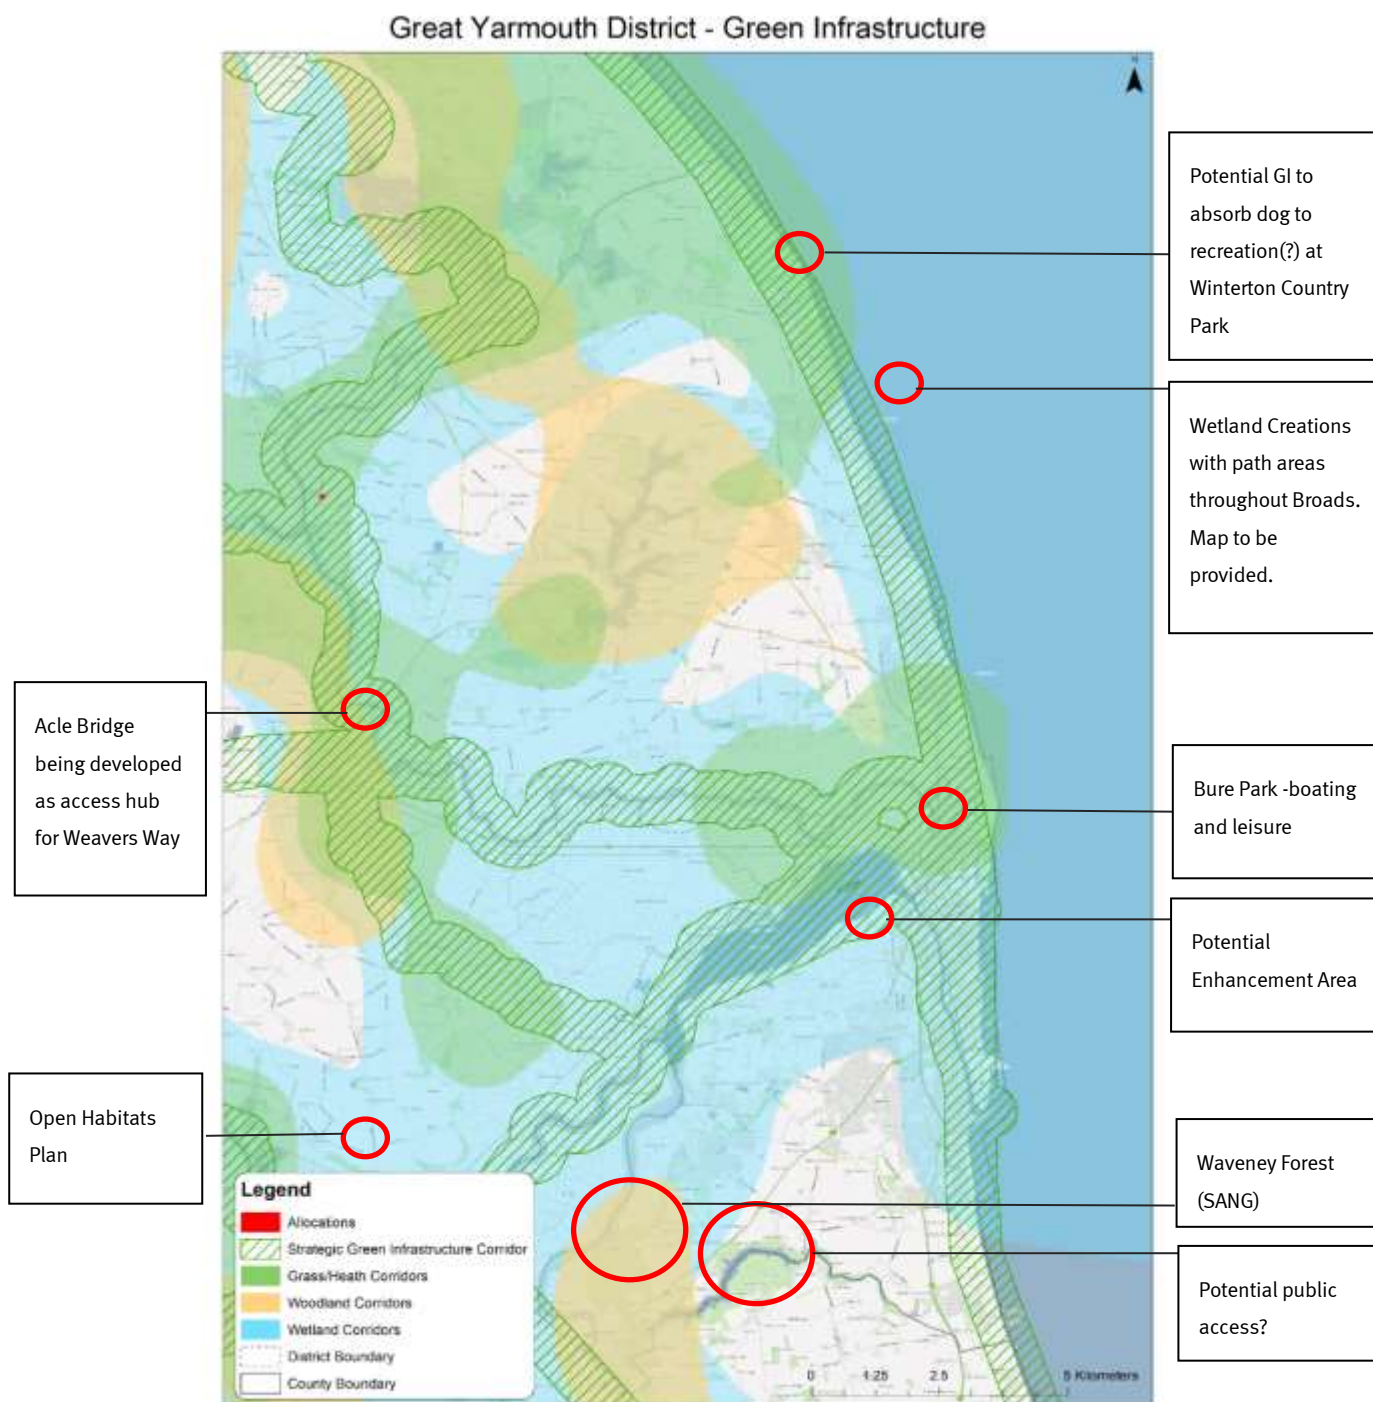 Great Yarmouth District - Green Infrastructure
N
Potential GI to
absorb dog to
recreation(?) at
Winterton Country
Park
Wetland Creations
with path areas
throughout Broads.
Map to be
provided.
Acle Bridge
being developed
as access hub
for Weavers Way
Bure Park -boating
and leisure
Potential
Enhancement Area
Open Habitats
Plan
Waveney Forest
(SANG)
Potential public
access?
Legend
Allocations
Strategic Green Infrastructure Corridor
Grass/Heath Corridors
Woodland Corridors
Wetland Corridors
District Boundary
County Boundary
0 1.25 2.5 5 Kilometers